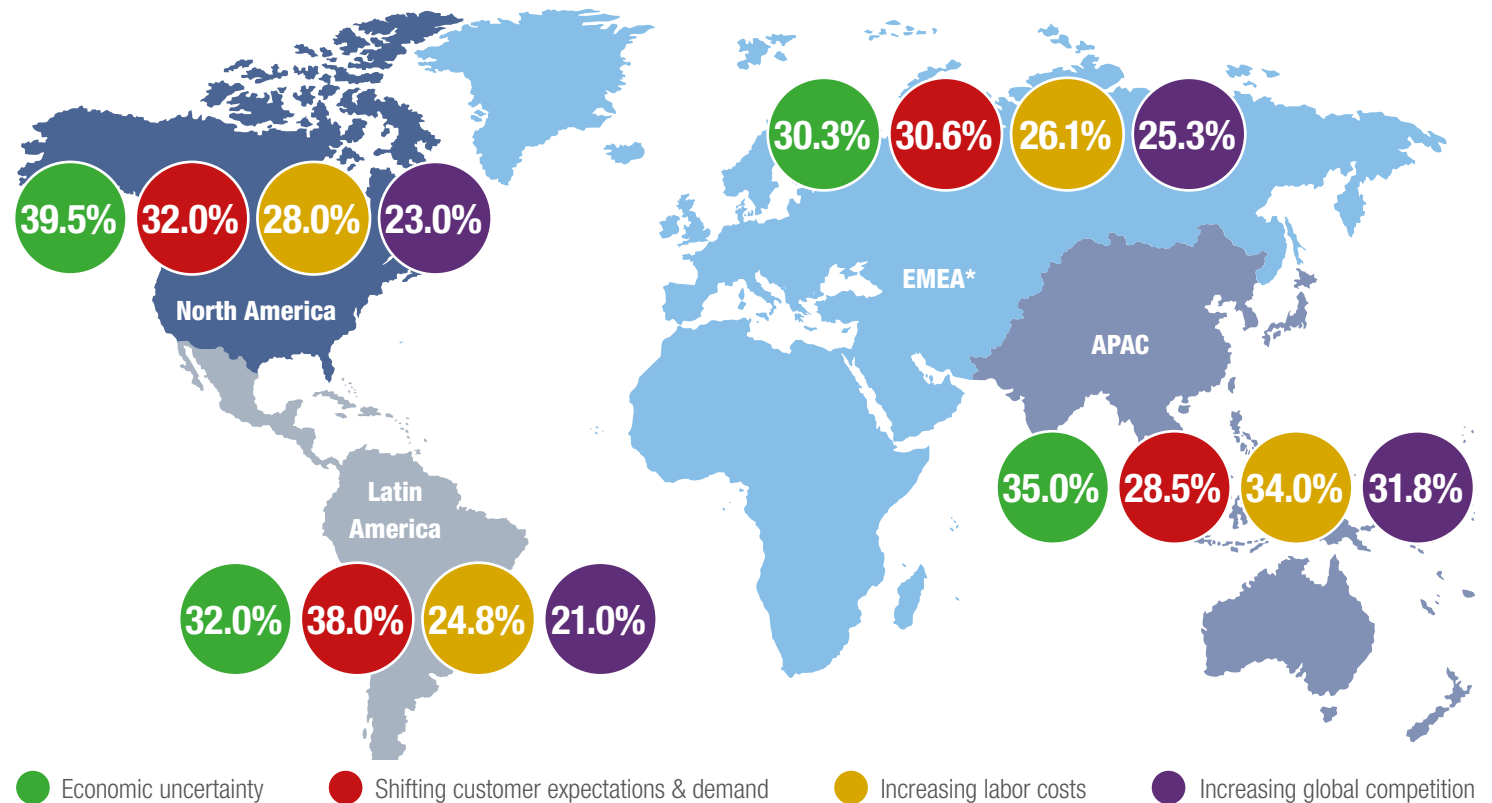 30.3% 30.6% 26.1% 25.3%
39.5% 32.0% 28.0% 23.0%
EMEA*
North America
APAC
35.0% 28.5% 34.0% 31.8%
Latin
America
32.0% 38.0% 24.8% 21.0%
Economic uncertainty Shifting customer expectations & demand Increasing labor costs Increasing global competition